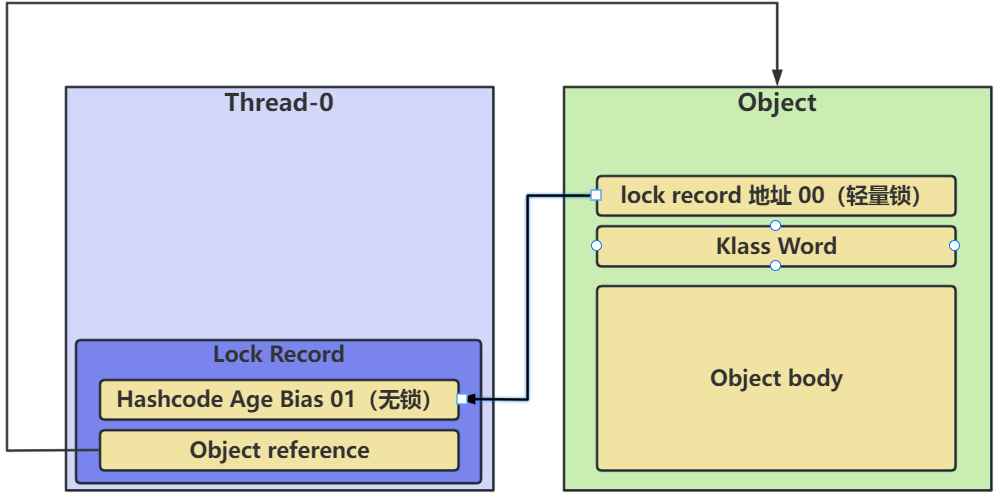 Thread-0
Object
lock record 地址 00（轻量锁）
Klass Word
Object body
Lock Record
Hashcode Age Bias 01（无锁）
Object reference